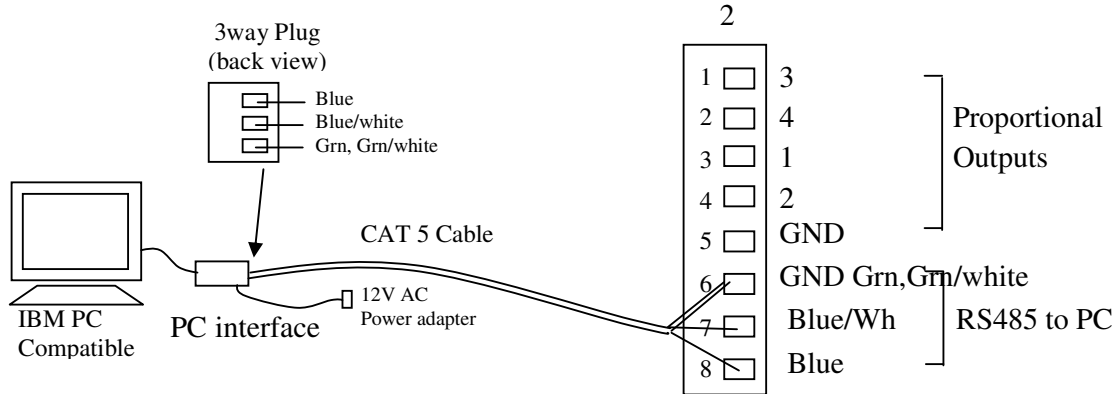 2
3way Plug
(back view)
Blue
Blue/white
Grn, Grn/white
1 3
2 4
3 1
4 2
5 GND
Proportional
Outputs
6 GND Grn,Grn/white
7 Blue/Wh
8 Blue
RS485 to PC
CAT 5 Cable
12V AC
Power adapter
PC interface
IBM PC
Compatible